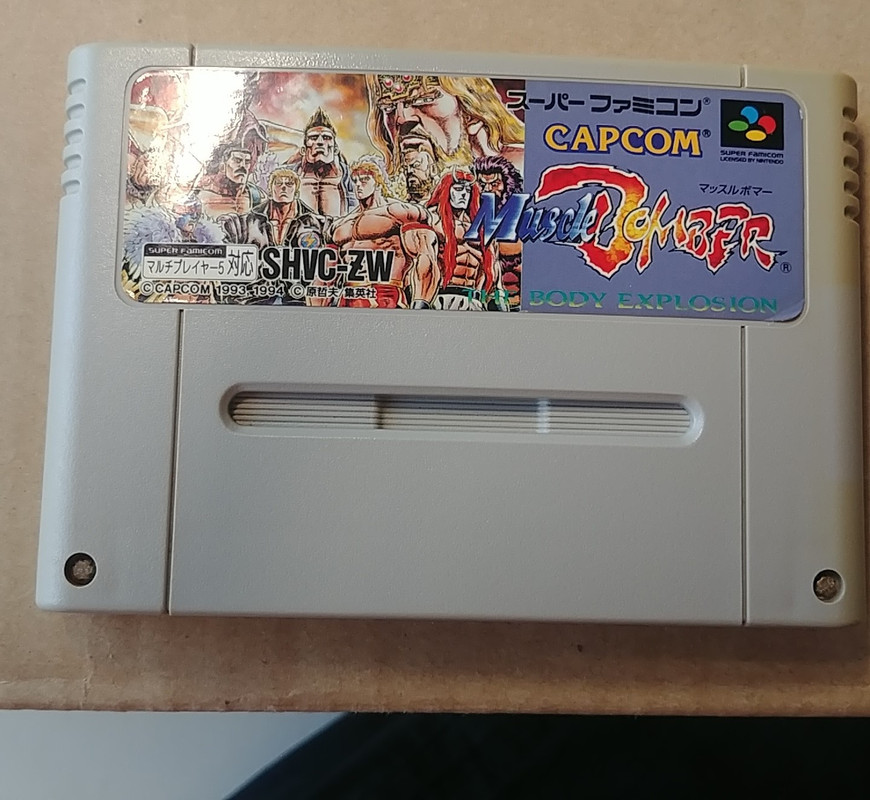 スーパー ファミコン®
CAPCOM®
SUPER FAMICOM
LICENSED BY NINTENDO
マッスルボマー
Muscle BOMBER®
THE BODY EXPLOSION
SUPER FAMICOM
マルチプレイヤー5 対応
SHVC-ZW
© CAPCOM 1993,1994 © 原哲夫 集英社